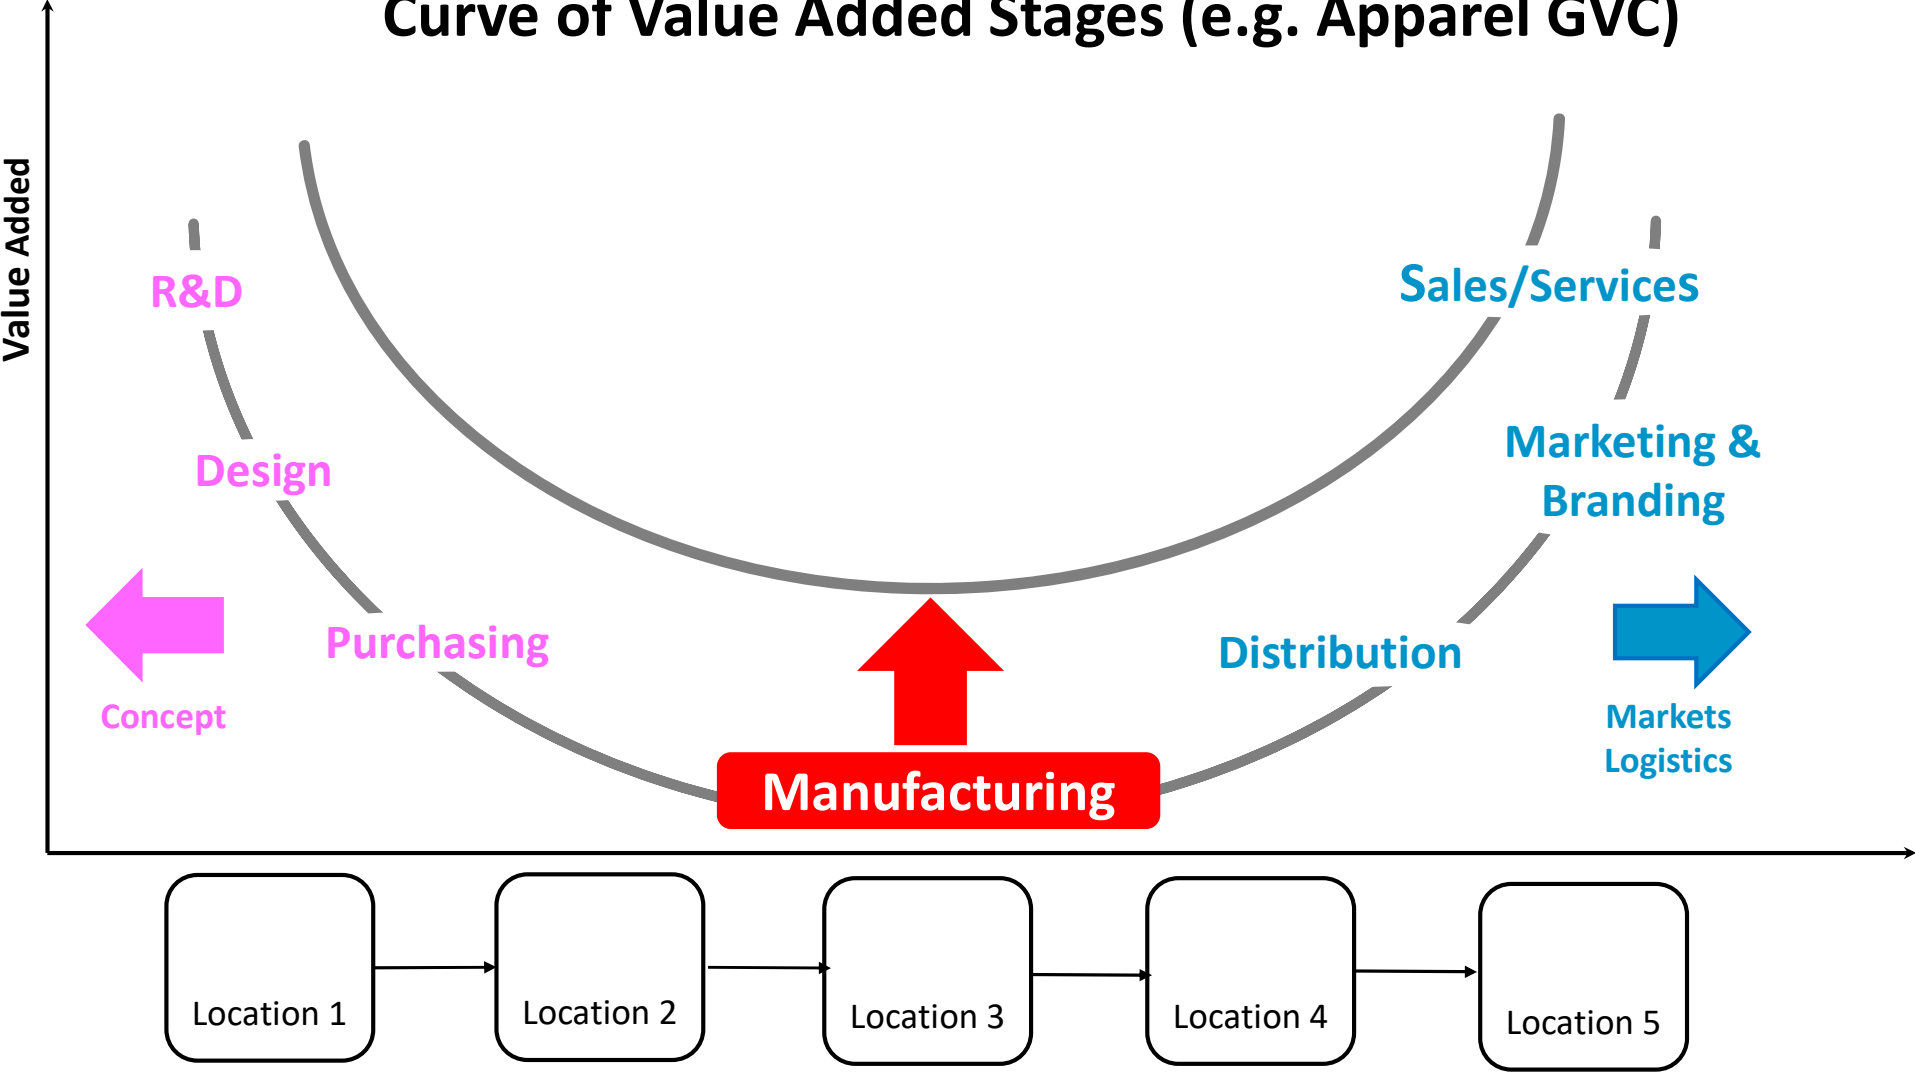 Curve of Value Added Stages (e.g. Apparel GVC)
Value Added
R&D
Sales/Services
Design
Marketing &
Branding
Purchasing
Distribution
Concept
Markets
Logistics
Manufacturing
Location 1
Location 2
Location 3
Location 4
Location 5